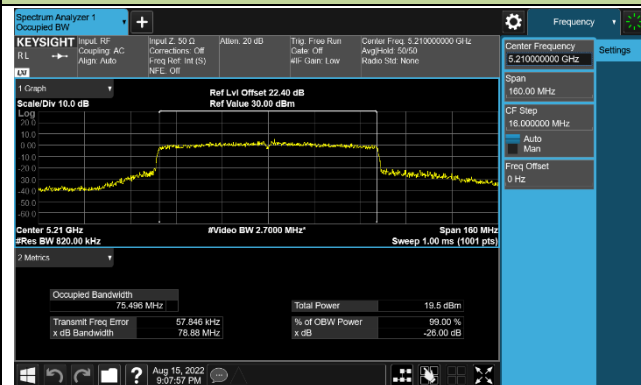 Spectrum Analyzer 1
Occupied BW
Frequency
KEYSIGHT
RL
Input: RF
Coupling: AC
Align: Auto
Input Z: 50 Ω
Corrections: Off
Freq Ref: Int (S)
NFE: Off
Atten: 20 dB
Trig: Free Run
Gate: Off
#IF Gain: Low
Center Freq: 5.210000000 GHz
Avg|Hold: 50/50
Radio Std: None
LXI
Center Frequency
5.210000000 GHz
Settings
Span
160.00 MHz
CF Step
16.000000 MHz
Auto
Man
Freq Offset
0 Hz
1 Graph
Scale/Div 10.0 dB
Ref Lvl Offset 22.40 dB
Ref Value 30.00 dBm
Log
20.0
10.0
0.00
-10.0
-20.0
-30.0
-40.0
-50.0
-60.0
Center 5.21 GHz
#Res BW 820.00 kHz
#Video BW 2.7000 MHz*
Span 160 MHz
Sweep 1.00 ms (1001 pts)
2 Metrics
Occupied Bandwidth
75.496 MHz
Total Power 19.5 dBm
Transmit Freq Error 57.846 kHz
% of OBW Power 99.00 %
x dB Bandwidth 78.88 MHz
x dB -26.00 dB
Aug 15, 2022
9:07:57 PM